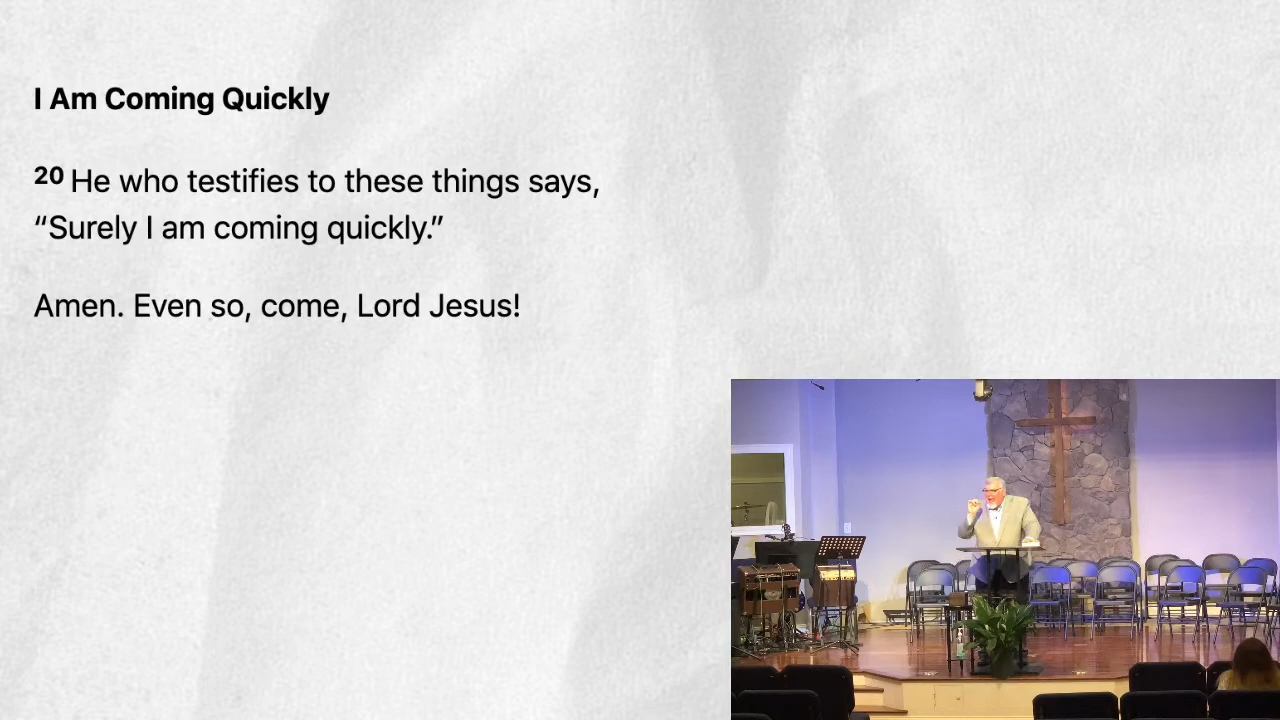 I Am Coming Quickly
20 He who testifies to these things says,
“Surely I am coming quickly.”
Amen. Even so, come, Lord Jesus!